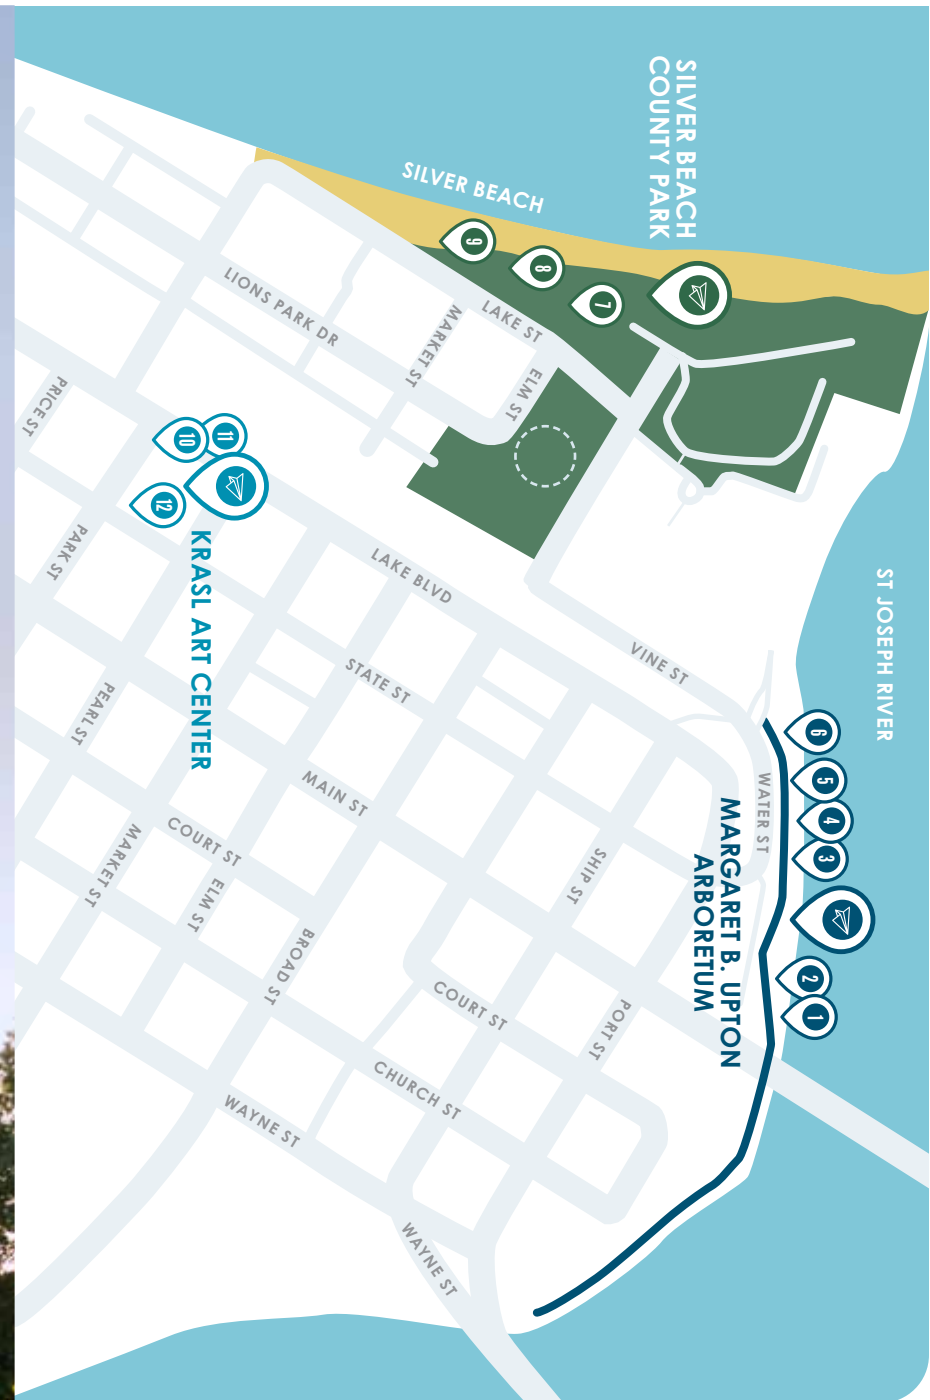 SILVER BEACH
COUNTY PARK
SILVER BEACH
9
8
7
LIONS PARK DR
MARKET ST
LAKE ST
ELM ST
PRICE ST
11
10
12
KRASL ART CENTER
PARK ST
LAKE BLVD
ST JOSEPH RIVER
VINE ST
STATE ST
PEARL ST
6
5
4
3
2
1
WATER ST
MARGARET B. UPTON
ARBORETUM
MAIN ST
COURT ST
MARKET ST
ELM ST
SHIP ST
BROAD ST
COURT ST
PORT ST
CHURCH ST
WAYNE ST
WAYNE ST